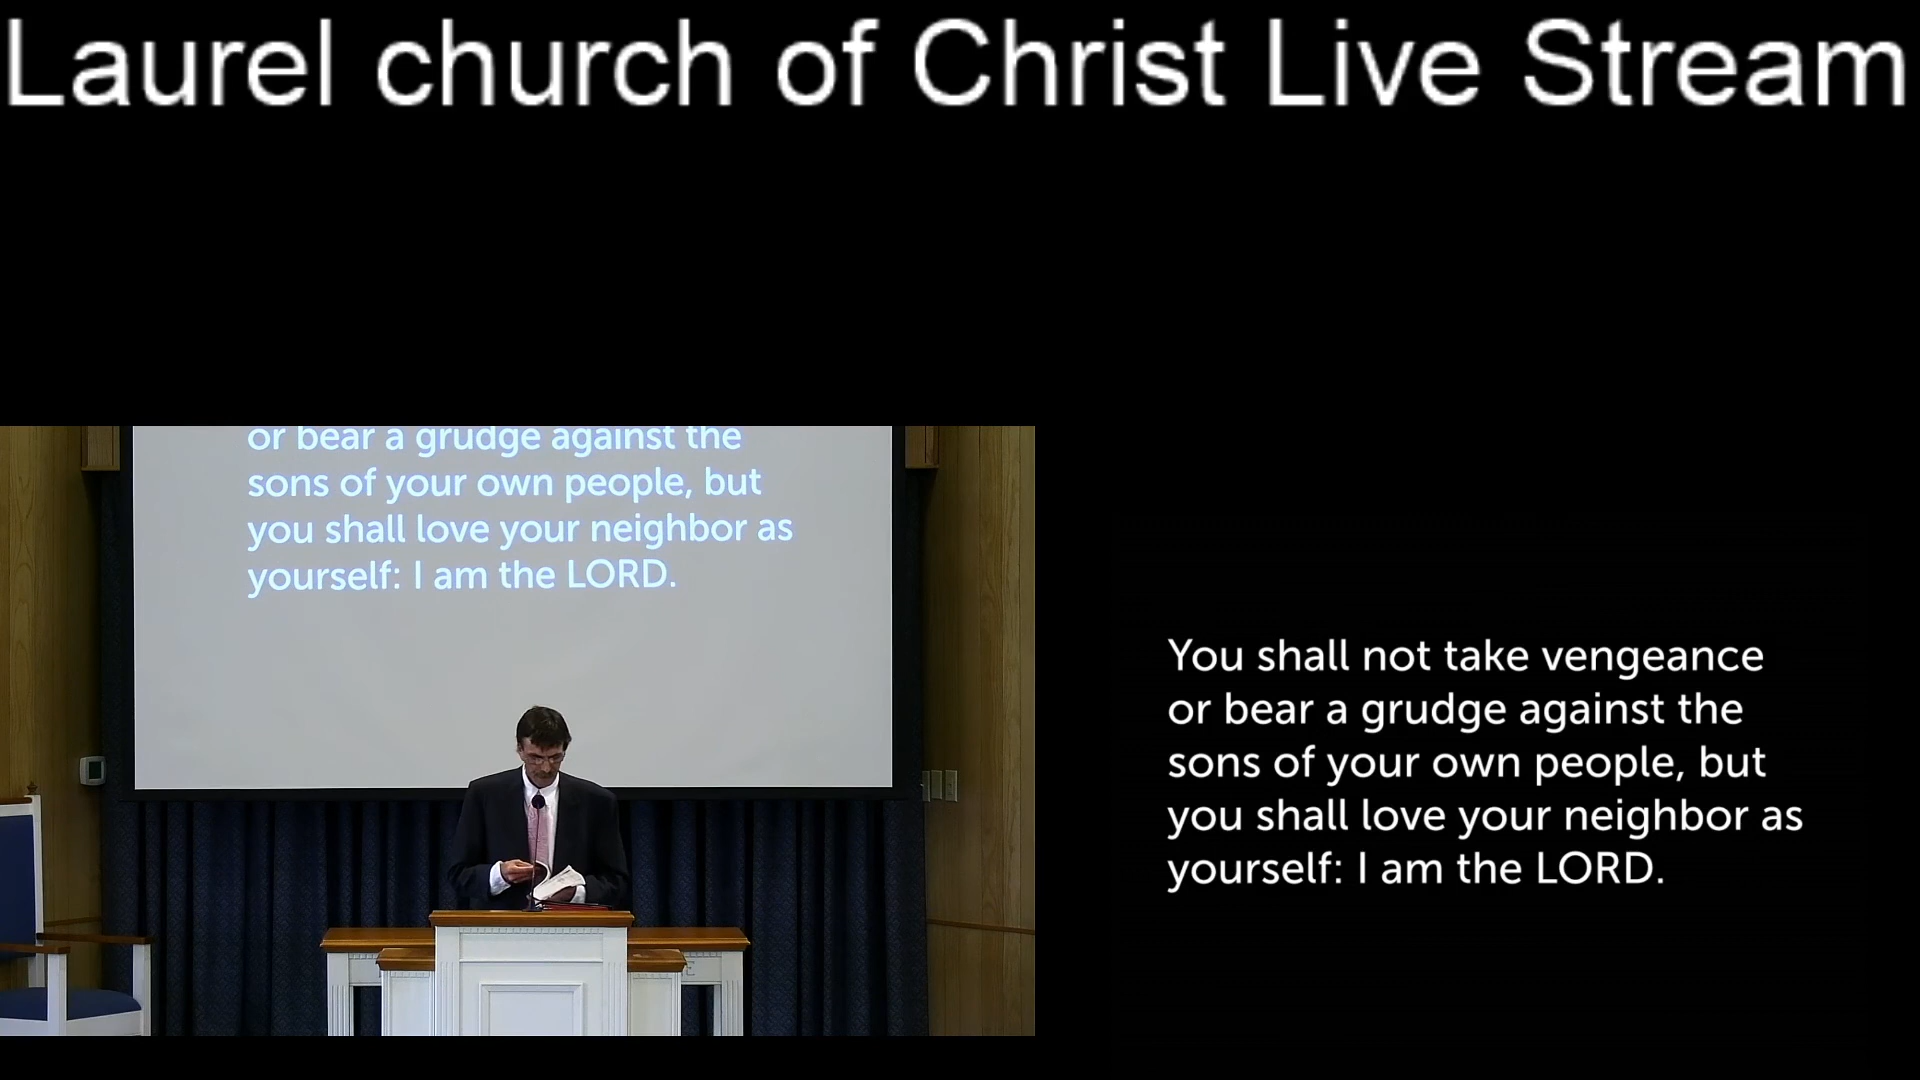 Laurel church of Christ Live Stream
or bear a grudge against the
sons of your own people, but
you shall love your neighbor as
yourself: I am the LORD.
You shall not take vengeance
or bear a grudge against the
sons of your own people, but
you shall love your neighbor as
yourself: I am the LORD.